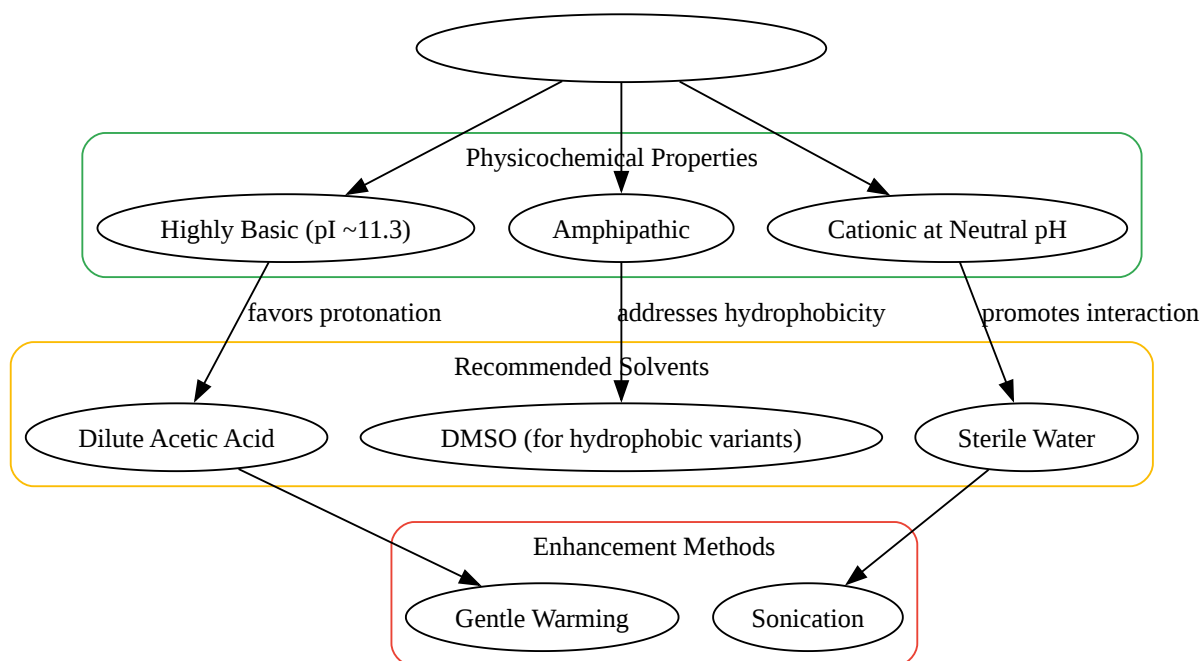 Physicochemical Properties
Highly Basic (pI ~11.3)
Amphipathic
Cationic at Neutral pH
favors protonation
addresses hydrophobicity
promotes interaction
Recommended Solvents
Dilute Acetic Acid
DMSO (for hydrophobic variants)
Sterile Water
Enhancement Methods
Gentle Warming
Sonication